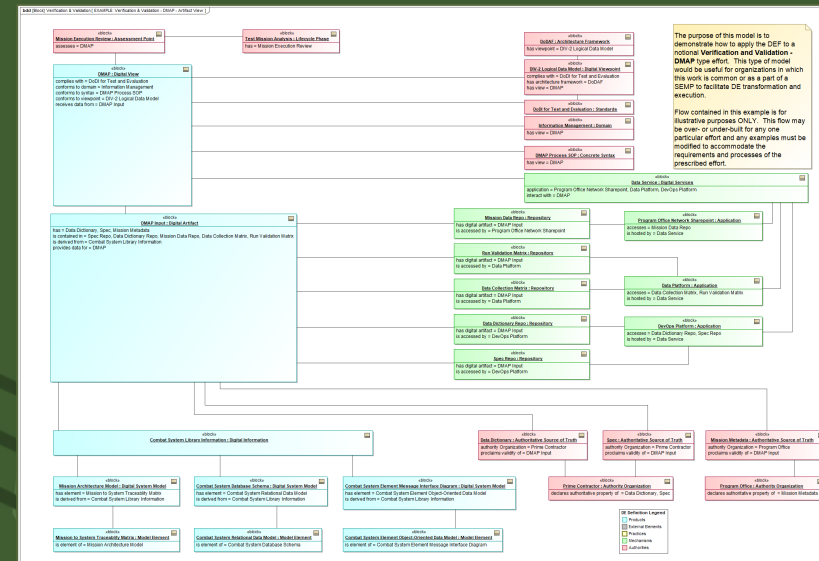 bdd [Block] Verification & Validation [ EXAMPLE: Verification & Validation - DMAP - Artifact View ]
«block»
Mission Execution Review : Assessment Point
assesses = DMAP
«block»
Test Mission Analysis : Lifecycle Phase
has = Mission Execution Review
«block»
DMAP : Digital View
complies with = DoDI for Test and Evaluation
conforms to domain = Information Management
conforms to syntax = DMAP Process SOP
conforms to viewpoint = DIV-2 Logical Data Model
receives data from = DMAP Input
«block»
DoDAF : Architecture Framework
has viewpoint = DIV-2 Logical Data Model
«block»
DIV-2 Logical Data Model : Digital Viewpoint
complies with = DoDI for Test and Evaluation
has architecture framework = DoDAF
has view = DMAP
«block»
DoDI for Test and Evaluation : Standards
«block»
Information Management : Domain
has view = DMAP
«block»
DMAP Process SOP : Concrete Syntax
has view = DMAP
The purpose of this model is to
demonstrate how to apply the DEF to a
notional Verification and Validation -
DMAP type effort. This type of model
would be useful for organizations in which
this work is common or as a part of a
SEMP to facilitate DE transformation and
execution.
Flow contained in this example is for
illustrative purposes ONLY. This flow may
be over- or under-built for any one
particular effort and any examples must be
modified to accommodate the
requirements and processes of the
prescribed effort.
«block»
Data Service : Digital Services
application = Program Office Network Sharepoint, Data Platform, DevOps Platform
interact with = DMAP
«block»
DMAP Input : Digital Artifact
has = Data Dictionary, Spec, Mission Metadata
is contained in = Spec Repo, Data Dictionary Repo, Mission Data Repo, Data Collection Matrix, Run Validation Matrix
is derived from = Combat System Library Information
provides data for = DMAP
«block»
Mission Data Repo : Repository
has digital artifact = DMAP Input
is accessed by = Program Office Network Sharepoint
«block»
Program Office Network Sharepoint : Application
accesses = Mission Data Repo
is hosted by = Data Service
«block»
Run Validation Matrix : Repository
has digital artifact = DMAP Input
is accessed by = Data Platform
«block»
Data Collection Matrix : Repository
has digital artifact = DMAP Input
is accessed by = Data Platform
«block»
Data Platform : Application
accesses = Data Collection Matrix, Run Validation Matrix
is hosted by = Data Service
«block»
Data Dictionary Repo : Repository
has digital artifact = DMAP Input
is accessed by = DevOps Platform
«block»
DevOps Platform : Application
accesses = Data Dictionary Repo, Spec Repo
is hosted by = Data Service
«block»
Spec Repo : Repository
has digital artifact = DMAP Input
is accessed by = DevOps Platform
«block»
Combat System Library Information : Digital Information
«block»
Data Dictionary : Authoritative Source of Truth
authority Organization = Prime Contractor
proclaims validity of = DMAP Input
«block»
Spec : Authoritative Source of Truth
authority Organization = Prime Contractor
proclaims validity of = DMAP Input
«block»
Mission Metadata : Authoritative Source of Truth
authority Organization = Program Office
proclaims validity of = DMAP Input
«block»
Mission Architecture Model : Digital System Model
has element = Mission to System Traceability Matrix
is derived from = Combat System Library Information
«block»
Combat System Database Schema : Digital System Model
has element = Combat System Relational Data Model
is derived from = Combat System Library Information
«block»
Combat System Element Message Interface Diagram : Digital System Model
has element = Combat System Element Object-Oriented Data Model
is derived from = Combat System Library Information
«block»
Prime Contractor : Authority Organization
declares authoritative property of = Data Dictionary, Spec
«block»
Program Office : Authority Organization
declares authoritative property of = Mission Metadata
«block»
Mission to System Traceability Matrix : Model Element
is element of = Mission Architecture Model
«block»
Combat System Relational Data Model : Model Element
is element of = Combat System Database Schema
«block»
Combat System Element Object-Oriented Data Model : Model Element
is element of = Combat System Element Message Interface Diagram
DE Definition Legend
Products
External Elements
Practices
Mechanisms
Authorities